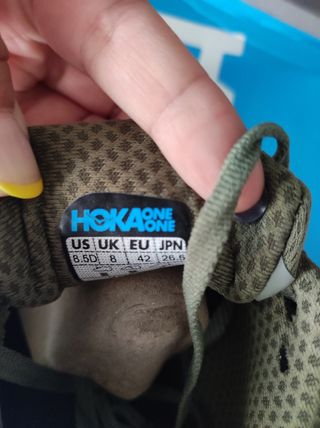 HOKA ONE ONE
US UK EU JPN
8.5D 8 42 26.5